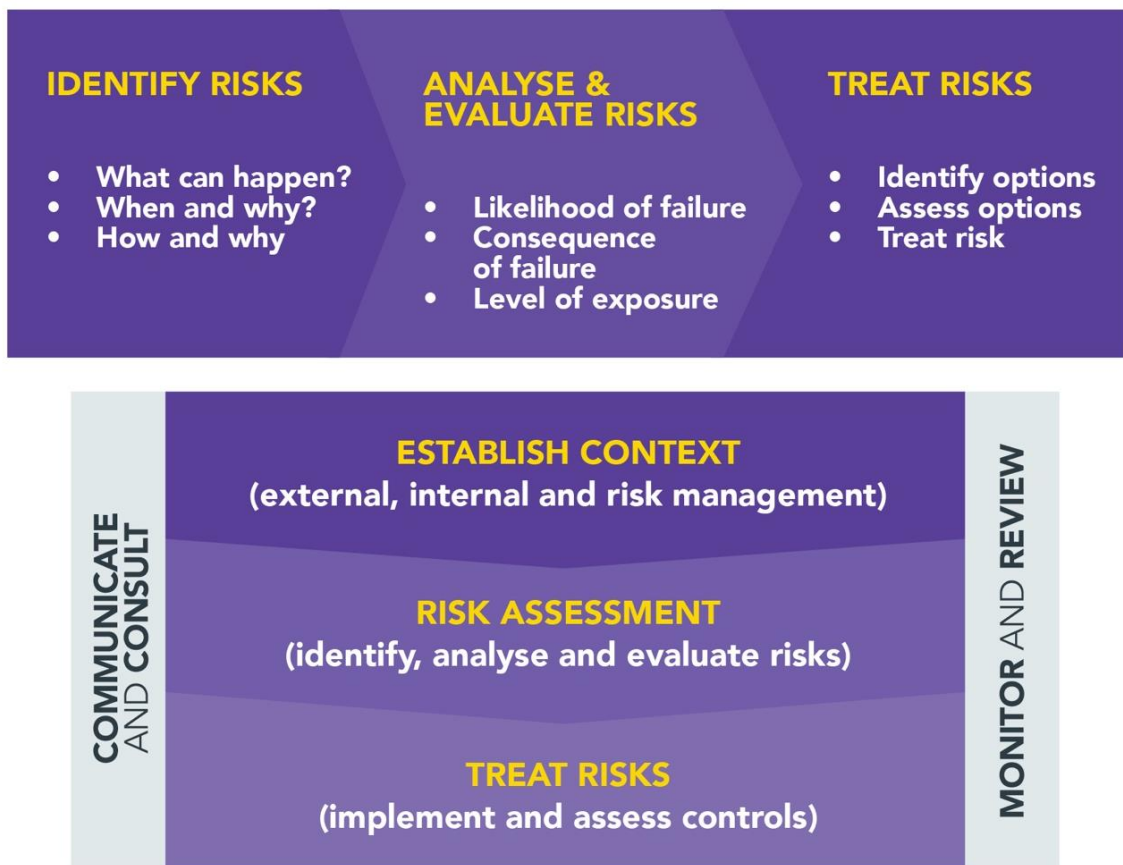 IDENTIFY RISKS
• What can happen?
• When and why?
• How and why
ANALYSE &
EVALUATE RISKS
• Likelihood of failure
• Consequence
of failure
• Level of exposure
TREAT RISKS
• Identify options
• Assess options
• Treat risk
COMMUNICATE
AND CONSULT
ESTABLISH CONTEXT
(external, internal and risk management)
RISK ASSESSMENT
(identify, analyse and evaluate risks)
TREAT RISKS
(implement and assess controls)
MONITOR AND REVIEW